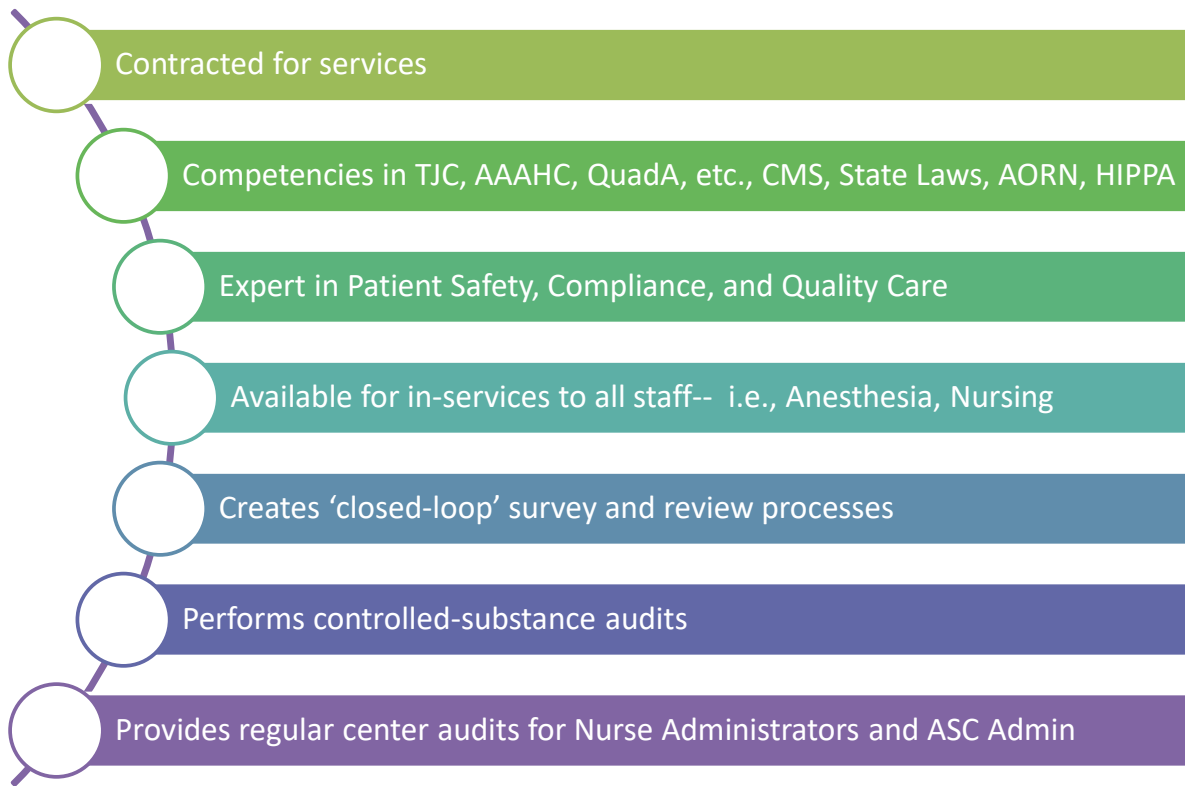 Contracted for services
Competencies in TJC, AAAHC, QuadA, etc., CMS, State Laws, AORN, HIPPA
Expert in Patient Safety, Compliance, and Quality Care
Available for in-services to all staff--  i.e., Anesthesia, Nursing
Creates ‘closed-loop’ survey and review processes
Performs controlled-substance audits
Provides regular center audits for Nurse Administrators and ASC Admin